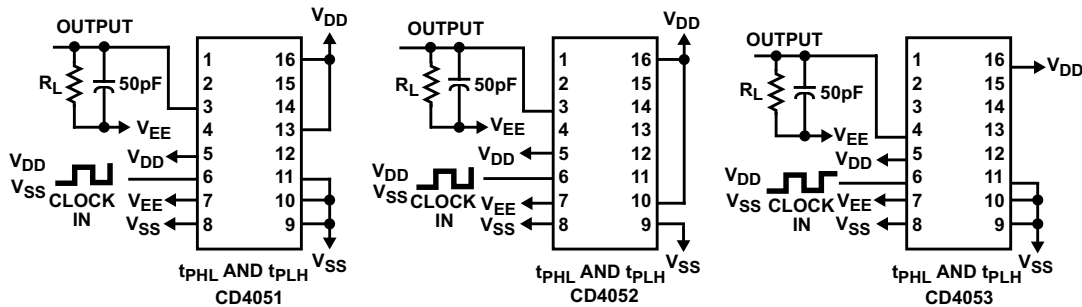 OUTPUT
VDD
RL
50pF
VEE
VDD
VDD
VSS
CLOCK
IN
VEE
VSS
1
2
3
4
5
6
7
8
16
15
14
13
12
11
10
9
VSS
tPHL AND tPLH
CD4051
OUTPUT
VDD
RL
50pF
VEE
VDD
VDD
VSS
CLOCK
IN
VEE
VSS
1
2
3
4
5
6
7
8
16
15
14
13
12
11
10
9
VSS
tPHL AND tPLH
CD4052
OUTPUT
VDD
RL
50pF
VEE
VDD
VDD
VSS
CLOCK
IN
VEE
VSS
1
2
3
4
5
6
7
8
16
15
14
13
12
11
10
9
VSS
tPHL AND tPLH
CD4053